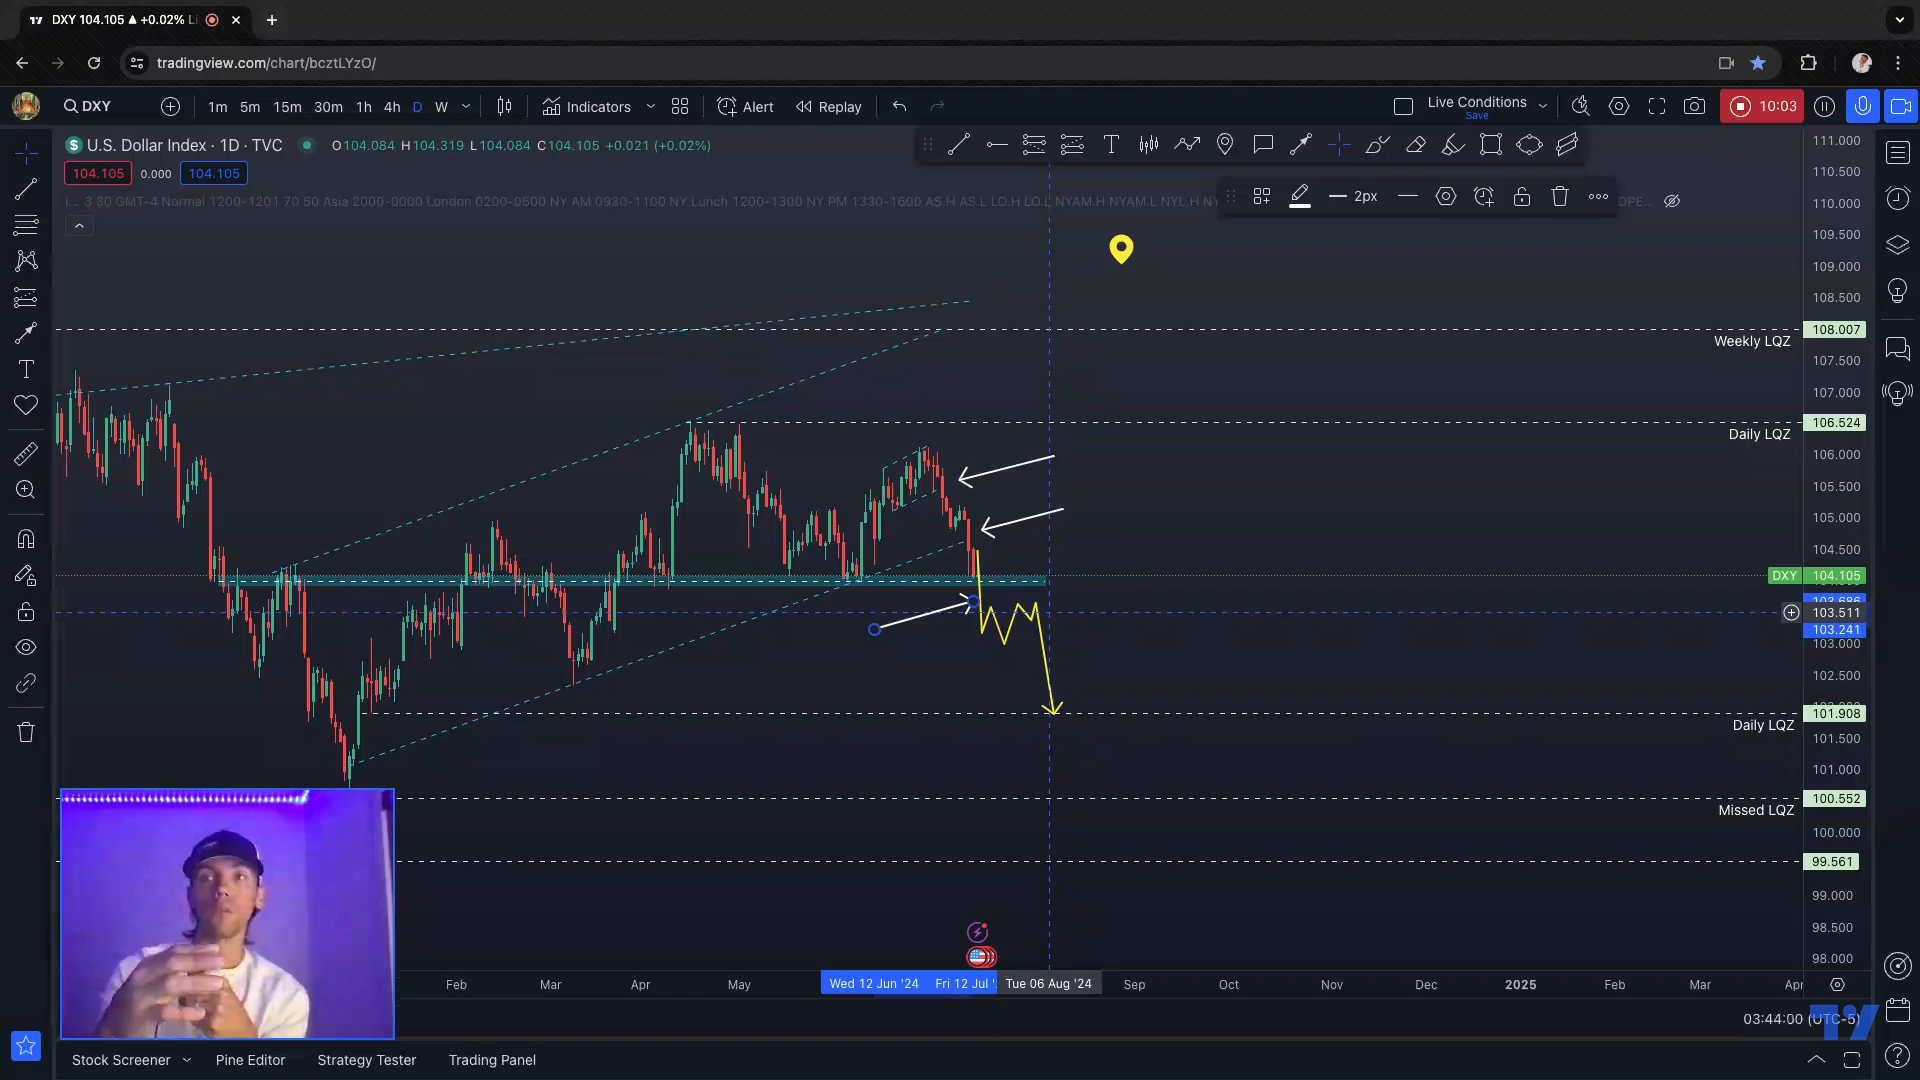 DXY 104.105 ▲ +0.02% Li
tradingview.com/chart/bcztLYzO/
DXY
1m 5m 15m 30m 1h 4h D W
Indicators
Alert
Replay
Live Conditions
Save
10:03
U.S. Dollar Index · 1D · TVC
O104.084 H104.319 L104.084 C104.105 +0.021 (+0.02%)
104.105 0.000 104.105
2px
I... 3 30 GMT-4 Normal 1200-1201 70 50 Asia 2000-0000 London 0200-0500 NY AM 0930-1100 NY Lunch 1200-1300 NY PM 1330-1600 AS.H AS.L LO.H LO.L NYAM.H NYAM.L NYL.H NY
OPE...
111.000
110.500
110.000
109.500
109.000
108.500
108.007
Weekly LQZ
107.500
107.000
106.524
Daily LQZ
106.000
105.500
105.000
104.500
DXY 104.105
103.686
103.511
103.241
103.000
102.500
101.908
Daily LQZ
101.500
101.000
100.552
Missed LQZ
100.000
99.561
99.000
98.500
98.000
Feb Mar Apr May Wed 12 Jun '24 Fri 12 Jul ' Tue 06 Aug '24 Sep Oct Nov Dec 2025 Feb Mar Apr
03:44:00 (UTC-5)
Stock Screener Pine Editor Strategy Tester Trading Panel